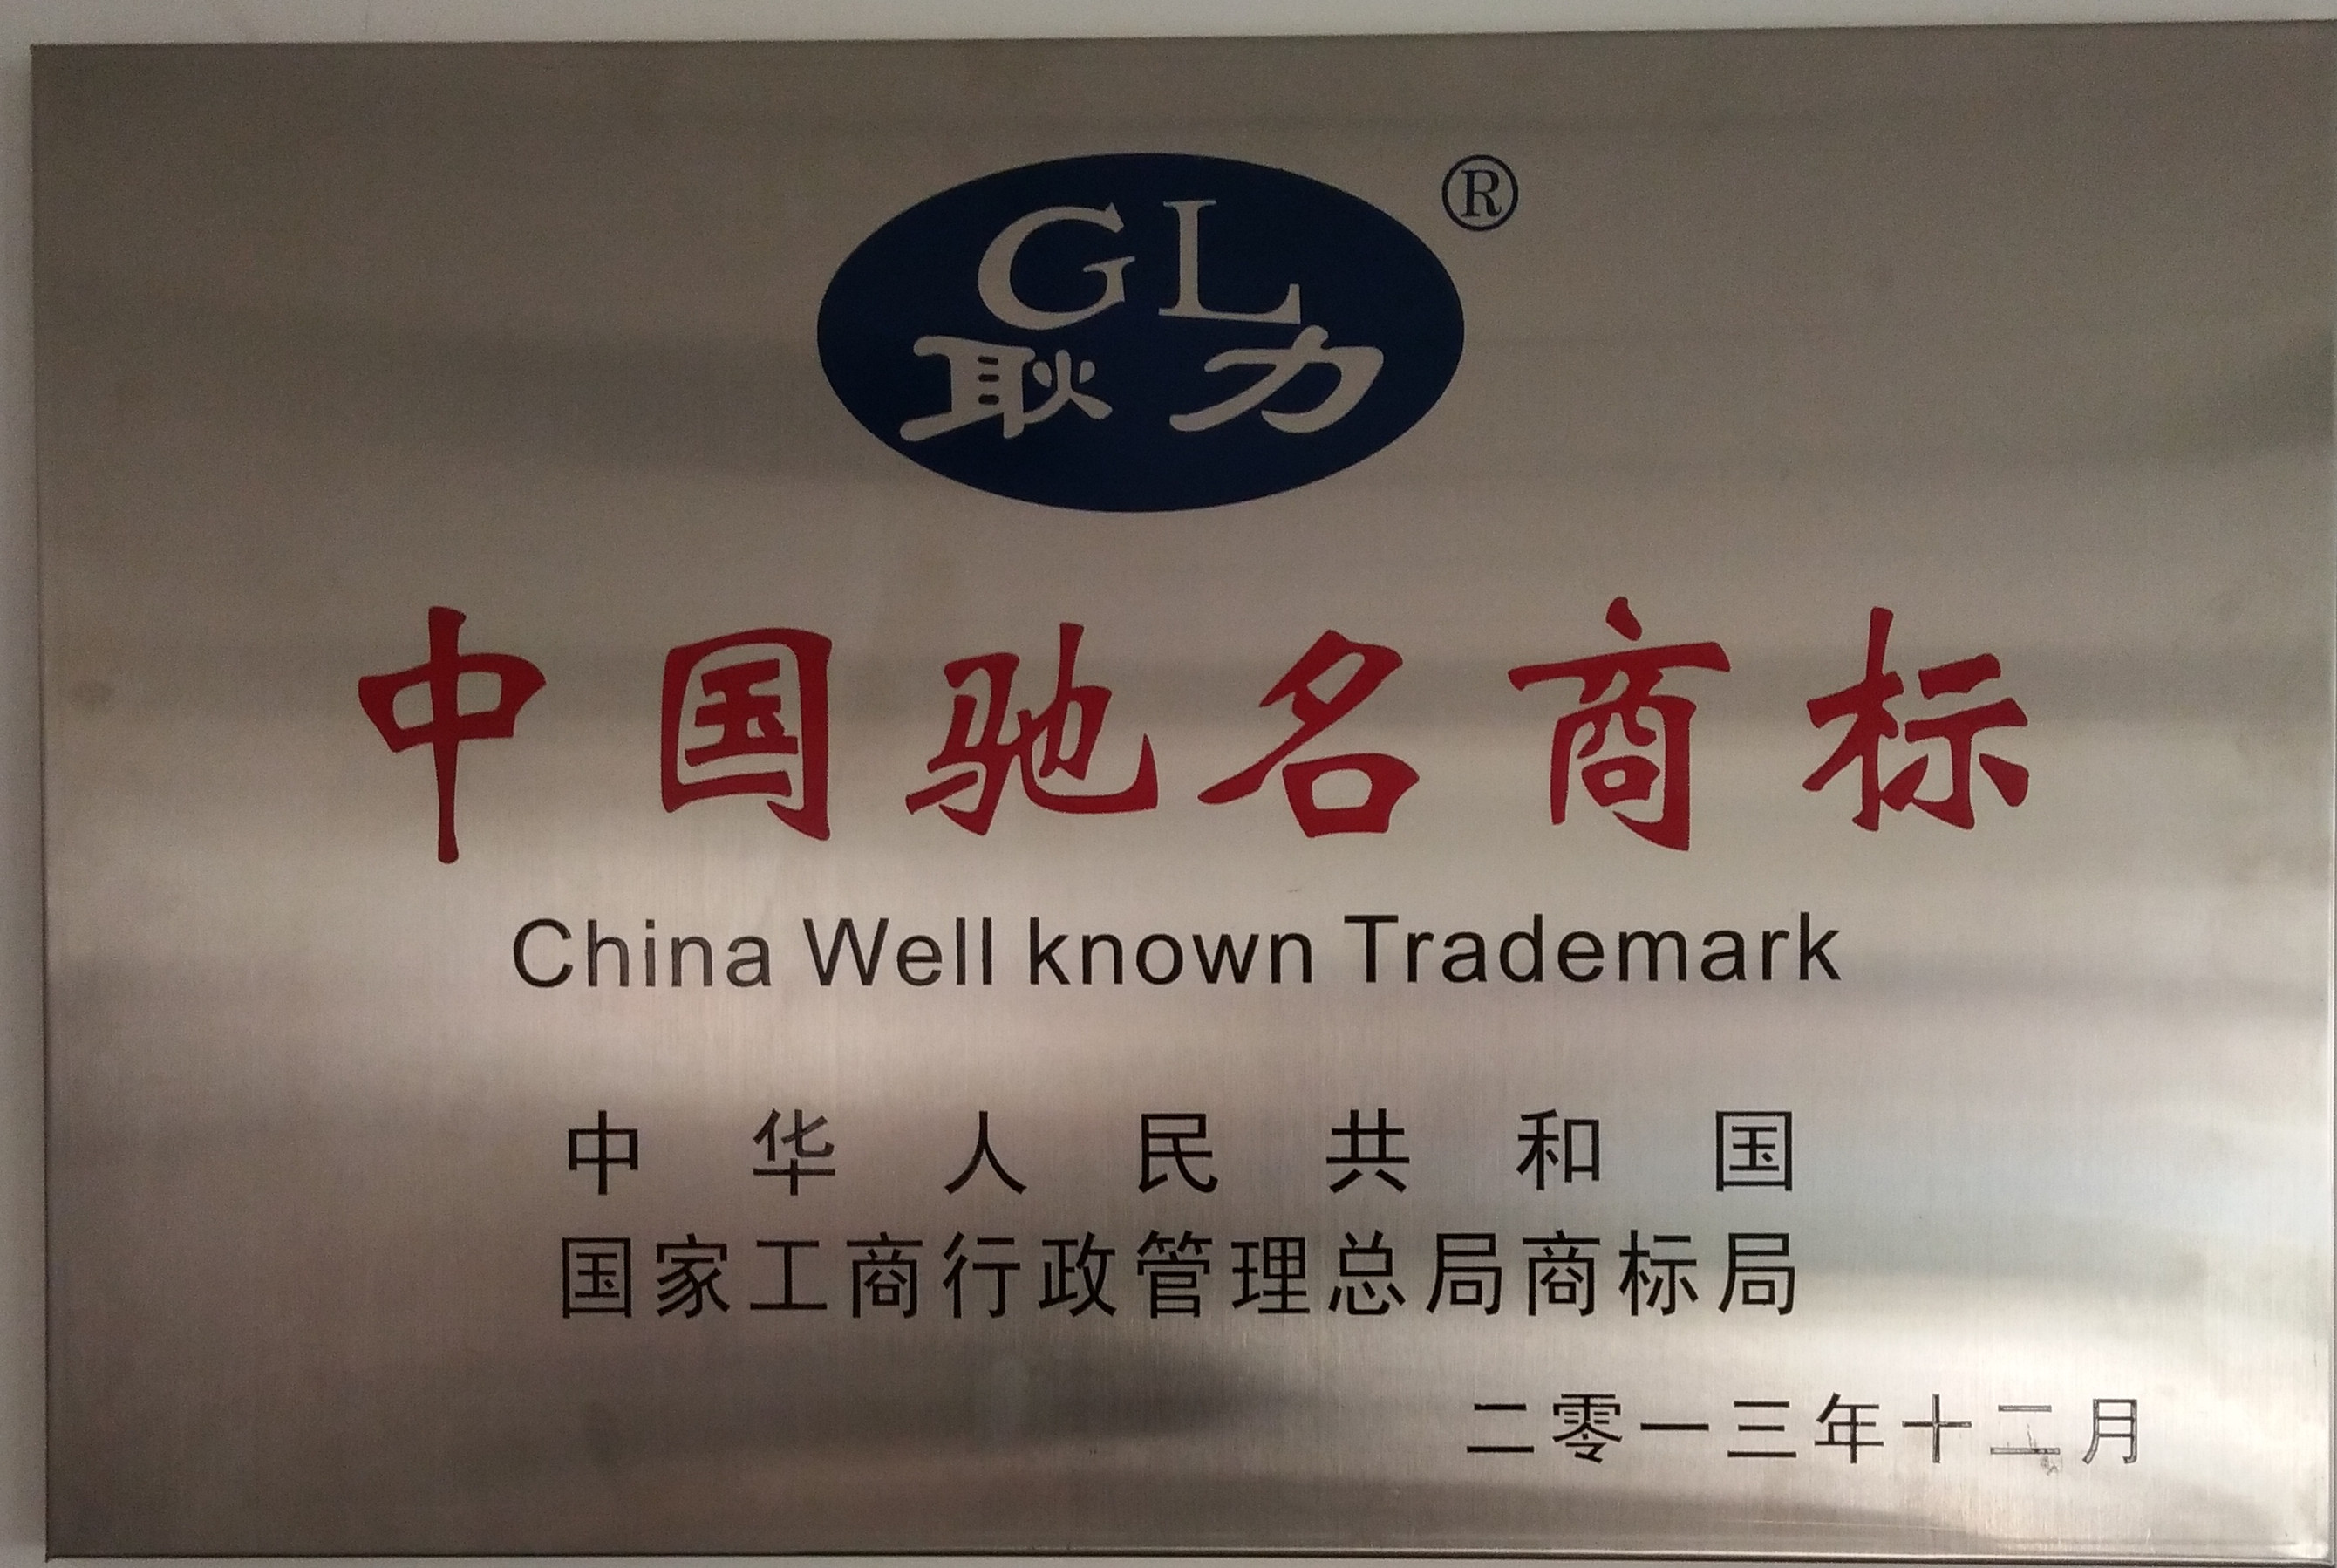 GL®
耿力
中国驰名商标
China Well known Trademark
中华人民共和国
国家工商行政管理总局商标局
二零一三年十二月